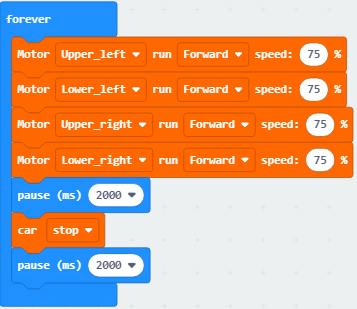 forever
Motor Upper_left run Forward speed: 75 %
Motor Lower_left run Forward speed: 75 %
Motor Upper_right run Forward speed: 75 %
Motor Lower_right run Forward speed: 75 %
pause (ms) 2000
car stop
pause (ms) 2000